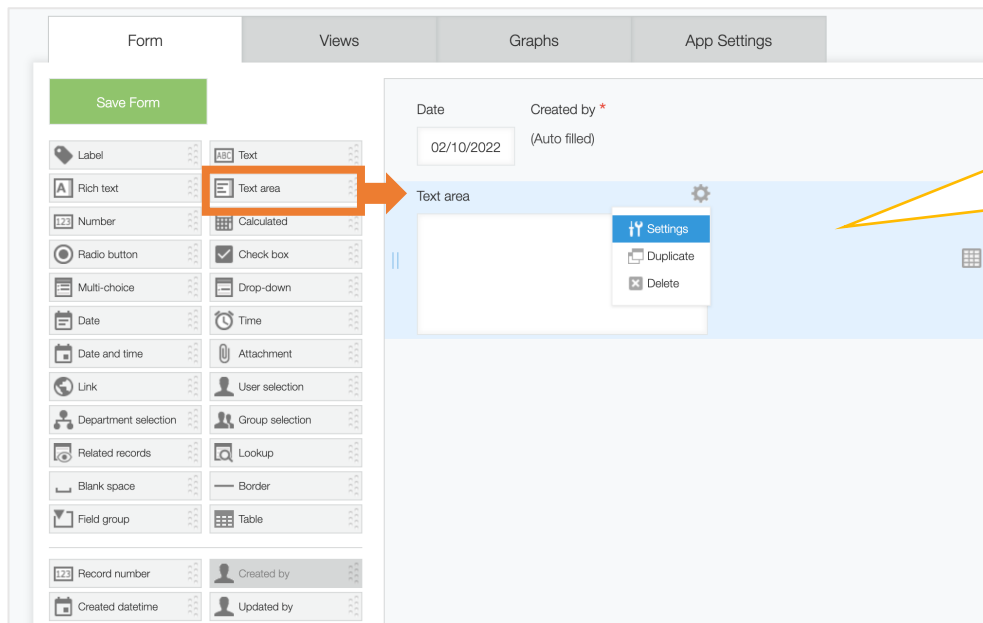 Form
Views
Graphs
App Settings
Save Form
Label
ABC Text
A Rich text
Text area
123 Number
Calculated
Radio button
Check box
Multi-choice
Drop-down
Date
Time
Date and time
Attachment
Link
User selection
Department selection
Group selection
Related records
Lookup
Blank space
Border
Field group
Table
123 Record number
Created by
Created datetime
Updated by
Date
Created by *
02/10/2022
(Auto filled)
Text area
Settings
Duplicate
Delete